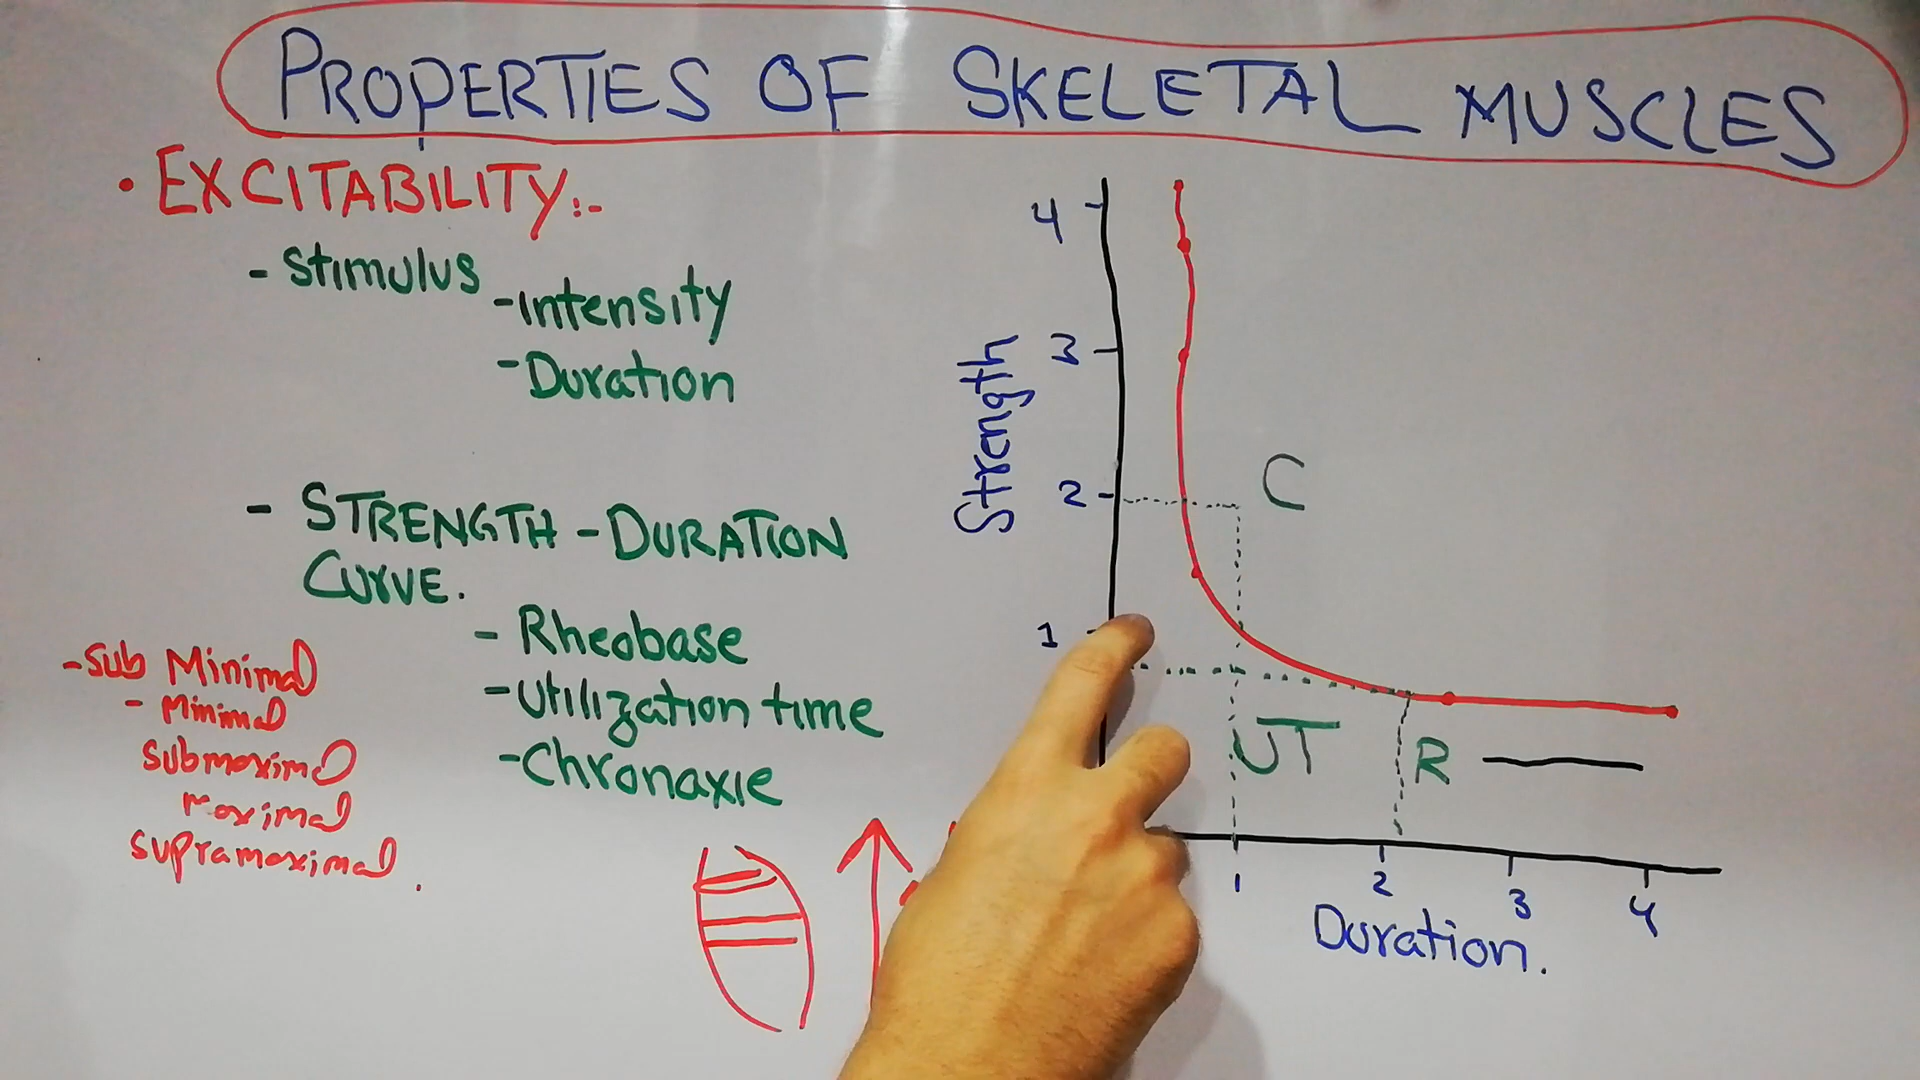 PROPERTIES OF SKELETAL MUSCLES
• EXCITABILITY:-
- Stimulus
- Intensity
- Duration
- STRENGTH - DURATION
CURVE.
- Rheobase
- Utilization time
- Chronaxie
- Sub Minimal
- Minimal
Submaximal
maximal
Supramaximal.
Strength
4
3
2
1
C
UT
R
1
2
3
4
Duration.